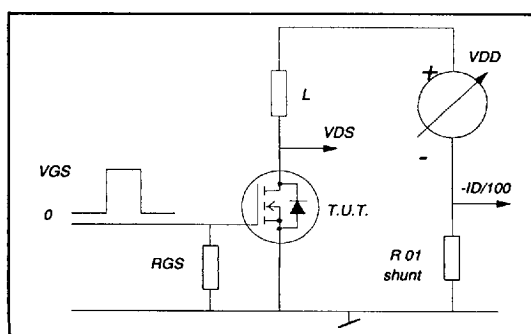 +
VDD
L
VDS
-
VGS
-ID/100
0
T.U.T.
RGS
R 01
shunt